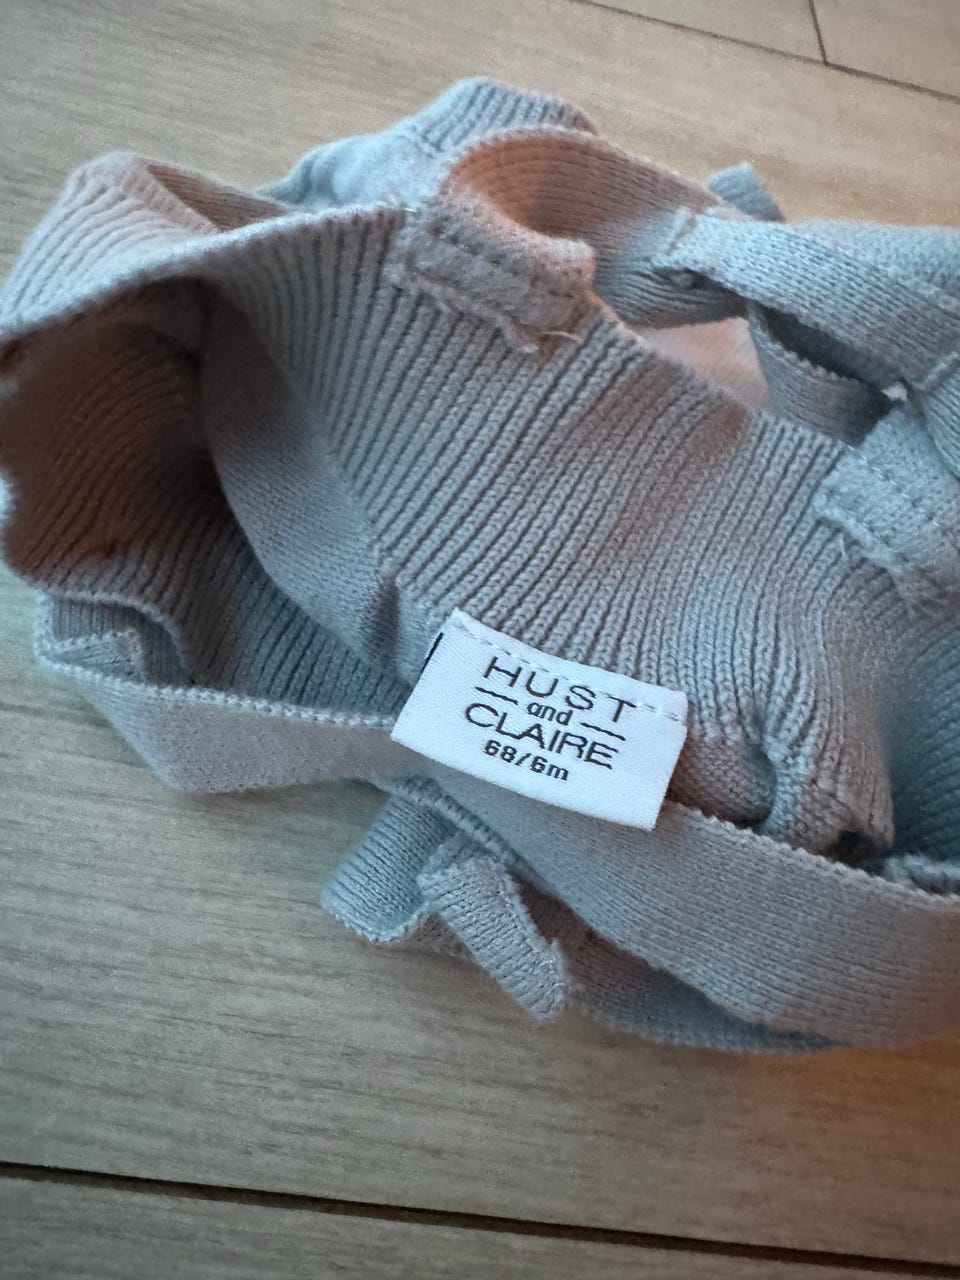 HUST
and
CLAIRE
68/6m